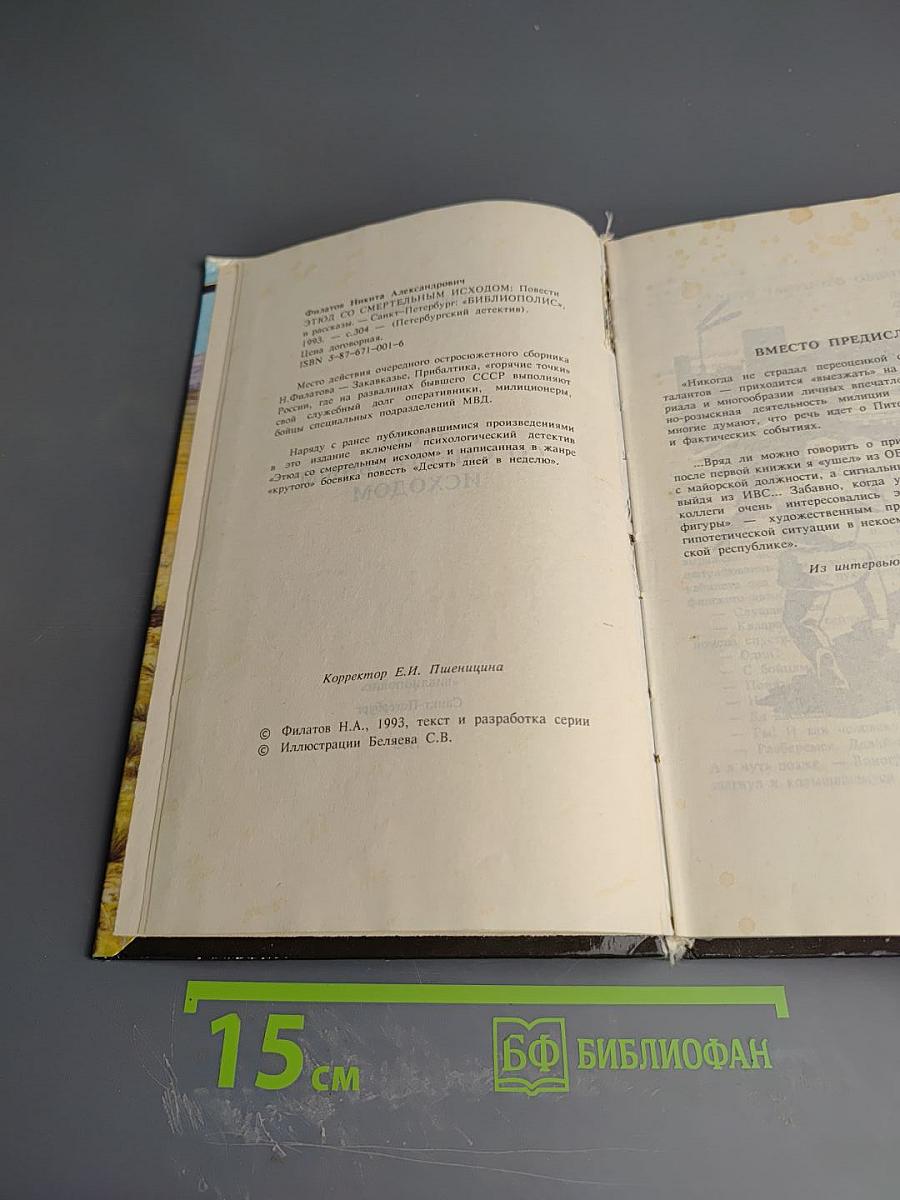 Филатов Никита Александрович
ЭТЮД СО СМЕРТЕЛЬНЫМ ИСХОДОМ: Повести
и рассказы. — Санкт-Петербург: «БИБЛИОПОЛИС»,
1993. — с.304 — (Петербургский детектив).
Цена договорная.
ISBN 5-87-671-001-6
Место действия очередного остросюжетного сборника
Н.Филатова — Закавказье, Прибалтика, «горячие точки»
России, где на развалинах бывшего СССР выполняют
свой служебный долг оперативники, милиционеры,
бойцы специальных подразделений МВД.
Наряду с ранее публиковавшимися произведениями
в это издание включены психологический детектив
«Этюд со смертельным исходом» и написанная в жанре
«крутого» боевика повесть «Десять дней в неделю».
ИСХОДОМ
Корректор Е.И. Пшеницина
© Филатов Н.А., 1993, текст и разработка серии
© Иллюстрации Беляева С.В.
ВМЕСТО ПРЕДИСЛ
«Никогда не страдал переоценкой с
талантов — приходится «выезжать» на
риала и многообразии личных впечатле
но-розыскная деятельность милиции
многие думают, что речь идет о Пите
и фактических событиях.
...Вряд ли можно говорить о при
после первой книжки я «ушел» из ОБ
с майорской должности, а сигнальны
выйдя из ИВС... Забавно, когда у
коллеги очень интересовались э
фигуры» — художественным пр
гипотетической ситуации в некоем
ской республике».
Из интервью
15 см
БФ БИБЛИОФАН